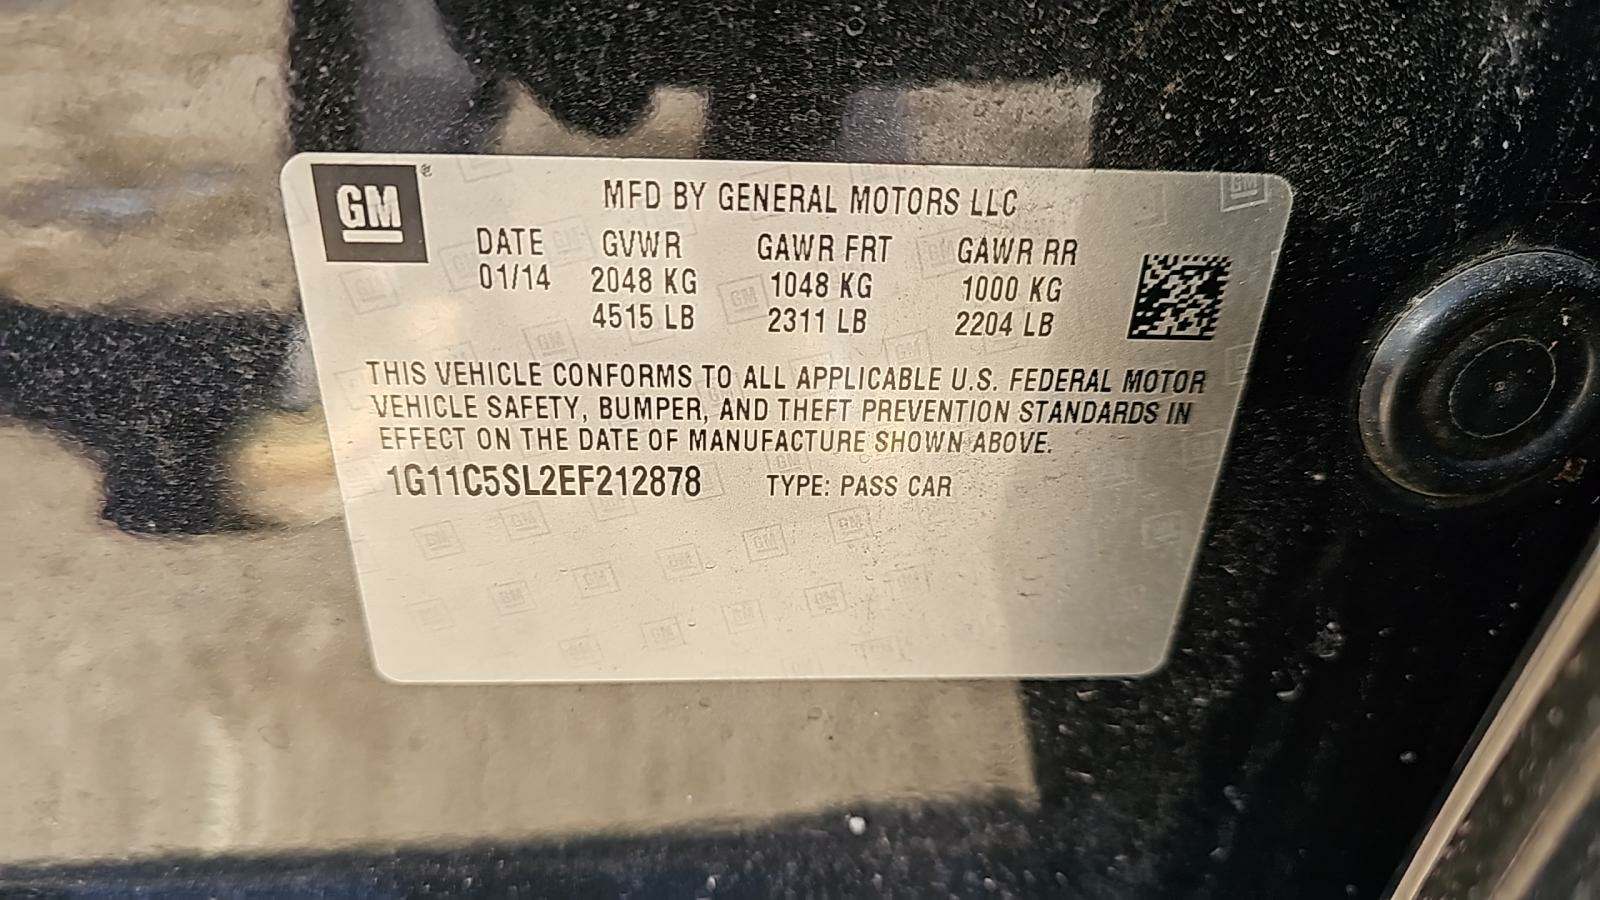 GM
MFD BY GENERAL MOTORS LLC
DATE GVWR GAWR FRT GAWR RR
01/14 2048 KG 1048 KG 1000 KG
4515 LB 2311 LB 2204 LB
THIS VEHICLE CONFORMS TO ALL APPLICABLE U.S. FEDERAL MOTOR
VEHICLE SAFETY, BUMPER, AND THEFT PREVENTION STANDARDS IN
EFFECT ON THE DATE OF MANUFACTURE SHOWN ABOVE.
1G11C5SL2EF212878 TYPE: PASS CAR